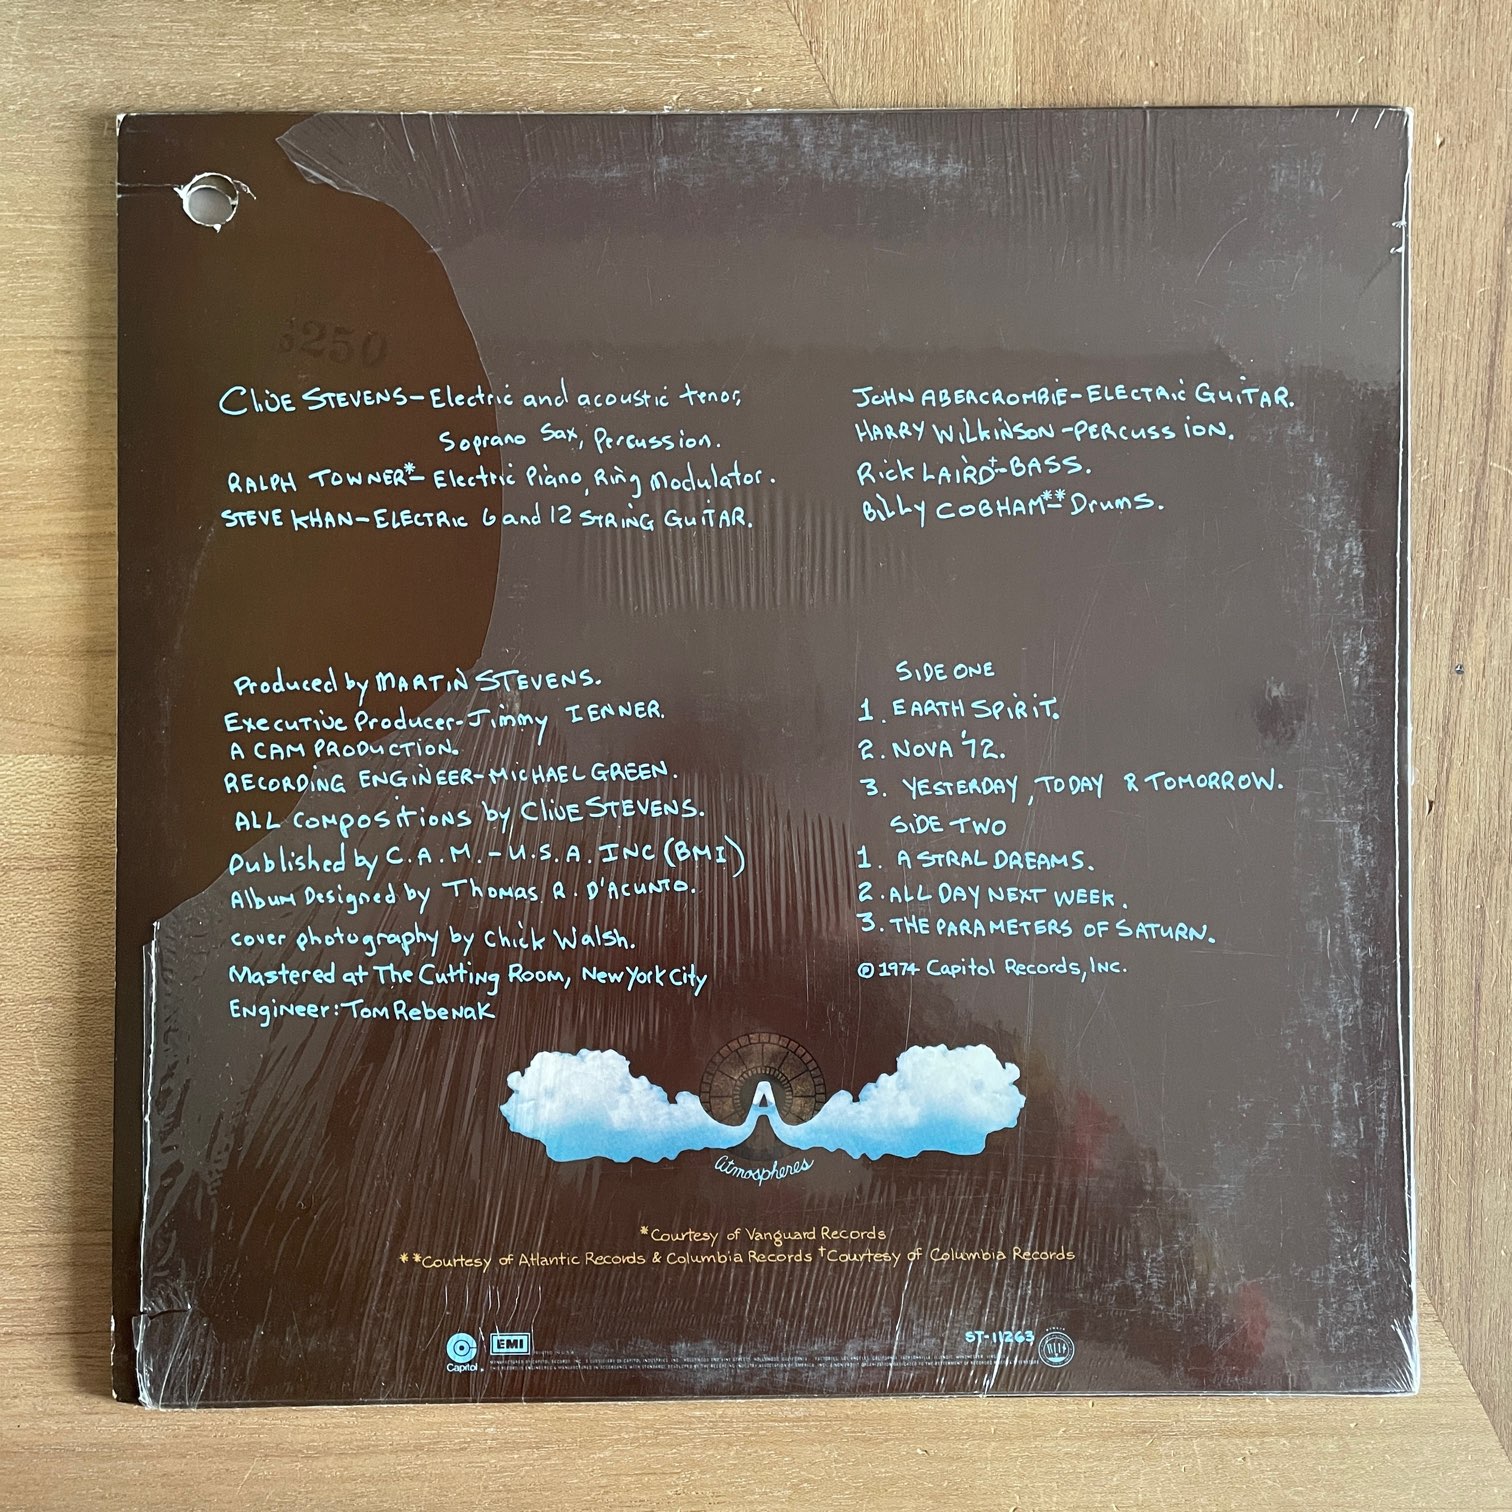 Clive STEVENS-Electric and acoustic tenor,
Soprano Sax, Percussion.
RALPH TOWNER*-Electric Piano, Ring Modulator.
STEVE KHAN-ELECTRIC 6 and 12 STRING GUITAR.
JOHN ABERCROMBIE-ELECTRIC GUITAR.
HARRY WILKINSON-PERCUSSION.
Rick LAIRD†-BASS.
Billy COBHAM**-Drums.
Produced by MARTIN STEVENS.
Executive Producer-Jimmy IENNER.
A CAM PRODUCTION.
RECORDING ENGINEER-MICHAEL GREEN.
ALL COMPOSITIONS by Clive STEVENS.
Published by C.A.M.-U.S.A. INC (BMI)
Album Designed by Thomas R. D'ACUNTO.
cover photography by Chick Walsh.
Mastered at The Cutting Room, New York City
Engineer: Tom Rebenak
SIDE ONE
1. EARTH SPIRIT.
2. NOVA '72.
3. YESTERDAY, TODAY & TOMORROW.
SIDE TWO
1. ASTRAL DREAMS.
2. ALL DAY NEXT WEEK.
3. THE PARAMETERS OF SATURN.
℗ 1974 Capitol Records, Inc.
A
Atmospheres
*Courtesy of Vanguard Records
**Courtesy of Atlantic Records & Columbia Records †Courtesy of Columbia Records
Capitol.
EMI
ST-11263